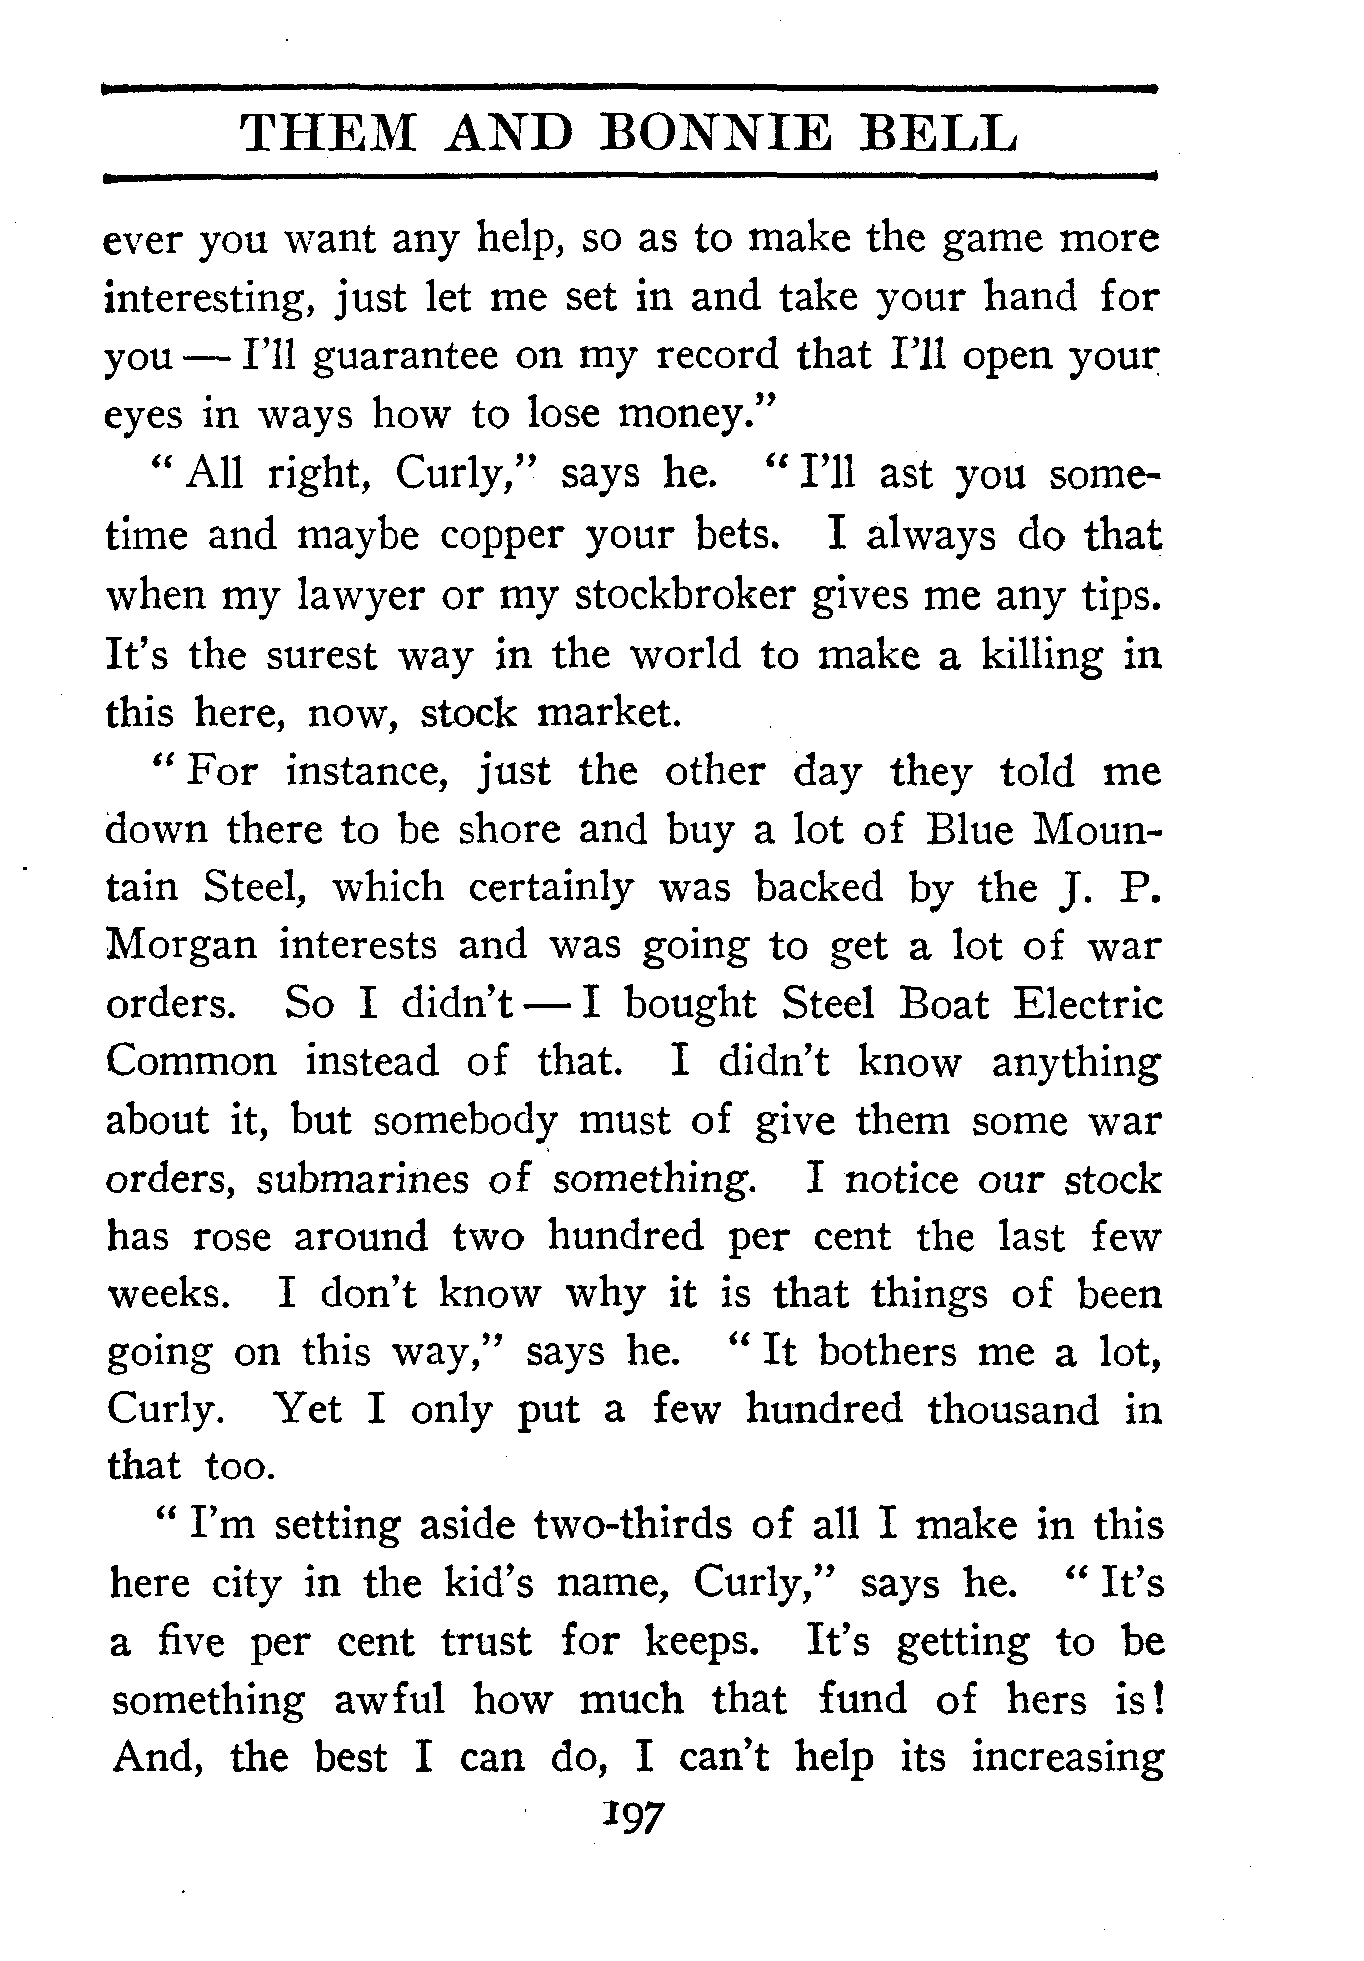 THEM AND BONNIE BELL
ever you want any help, so as to make the game more
interesting, just let me set in and take your hand for
you — I'll guarantee on my record that I'll open your
eyes in ways how to lose money."
" All right, Curly," says he. " I'll ast you some-
time and maybe copper your bets. I always do that
when my lawyer or my stockbroker gives me any tips.
It's the surest way in the world to make a killing in
this here, now, stock market.
" For instance, just the other day they told me
down there to be shore and buy a lot of Blue Moun-
tain Steel, which certainly was backed by the J. P.
Morgan interests and was going to get a lot of war
orders. So I didn't — I bought Steel Boat Electric
Common instead of that. I didn't know anything
about it, but somebody must of give them some war
orders, submarines of something. I notice our stock
has rose around two hundred per cent the last few
weeks. I don't know why it is that things of been
going on this way," says he. " It bothers me a lot,
Curly. Yet I only put a few hundred thousand in
that too.
" I'm setting aside two-thirds of all I make in this
here city in the kid's name, Curly," says he. " It's
a five per cent trust for keeps. It's getting to be
something awful how much that fund of hers is!
And, the best I can do, I can't help its increasing
197